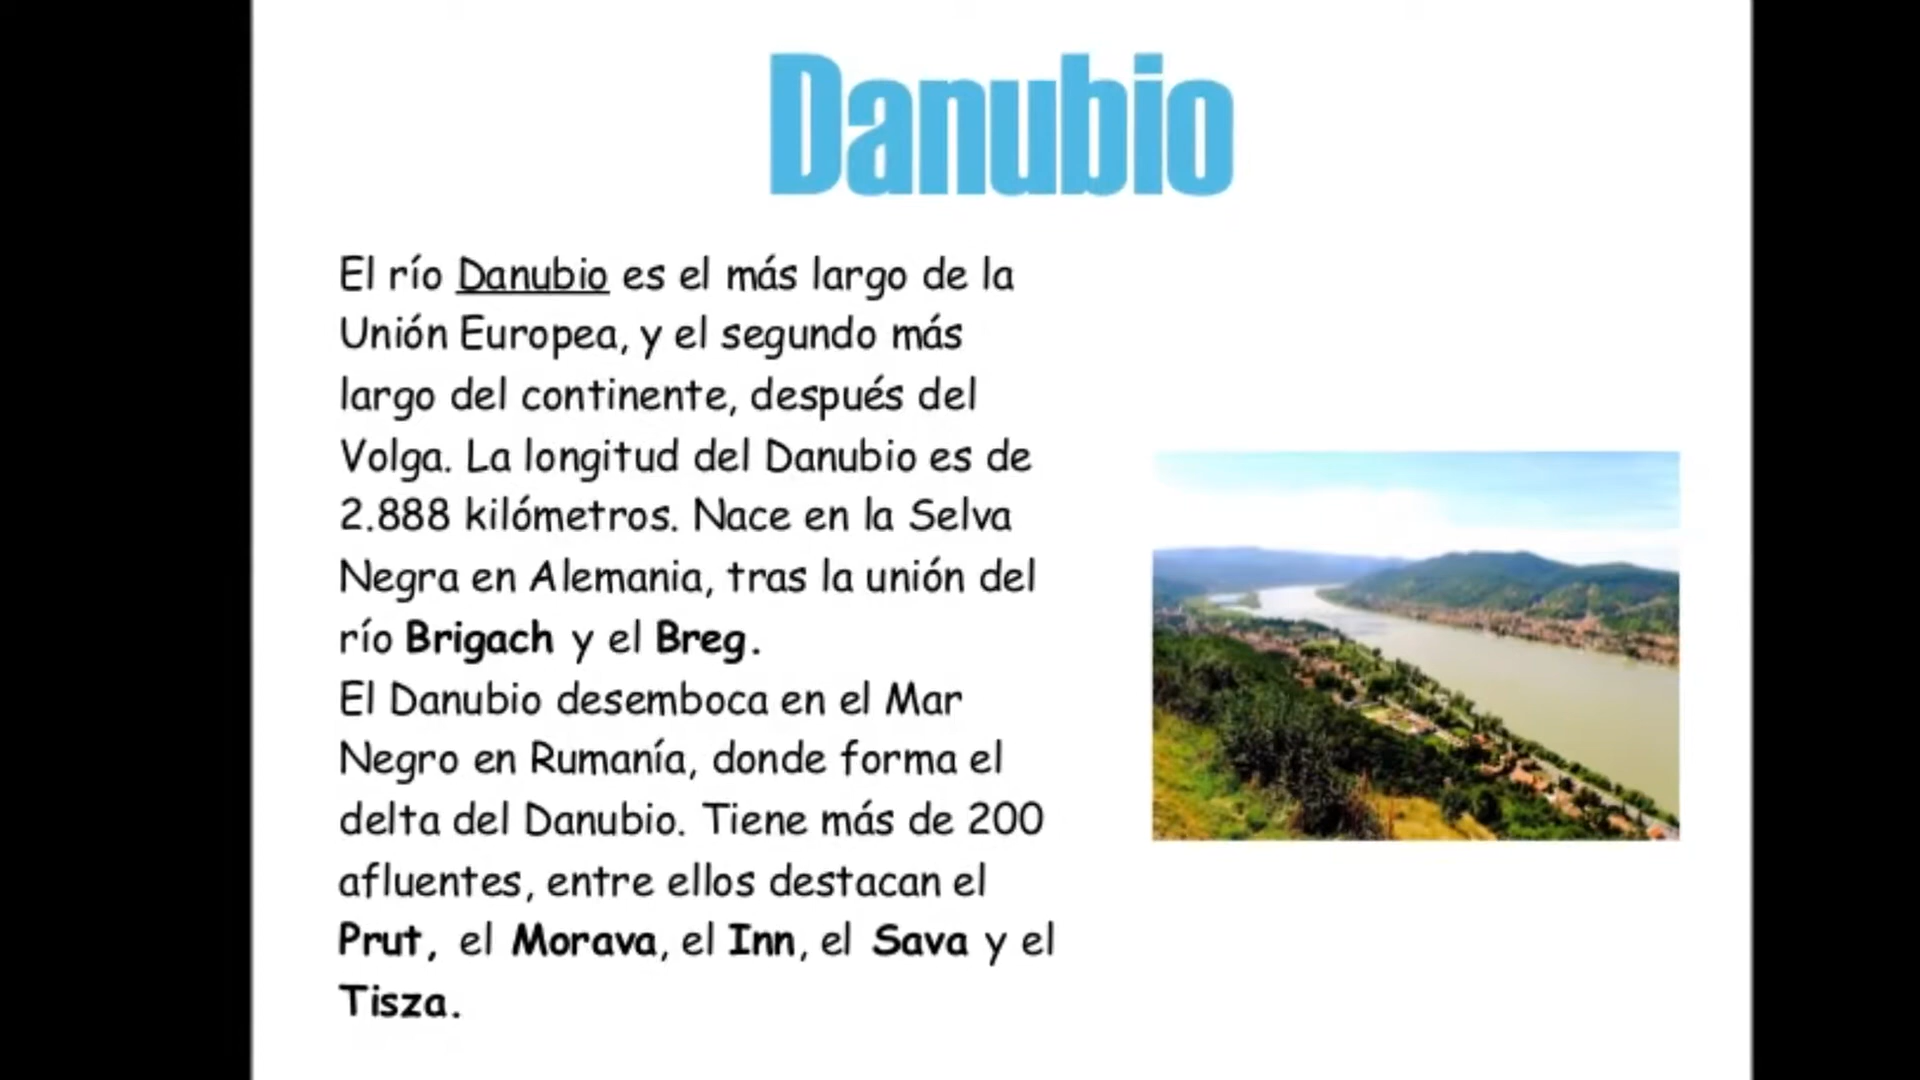 Danubio
El río Danubio es el más largo de la
Unión Europea, y el segundo más
largo del continente, después del
Volga. La longitud del Danubio es de
2.888 kilómetros. Nace en la Selva
Negra en Alemania, tras la unión del
río Brigach y el Breg.
El Danubio desemboca en el Mar
Negro en Rumanía, donde forma el
delta del Danubio. Tiene más de 200
afluentes, entre ellos destacan el
Prut, el Morava, el Inn, el Sava y el
Tisza.